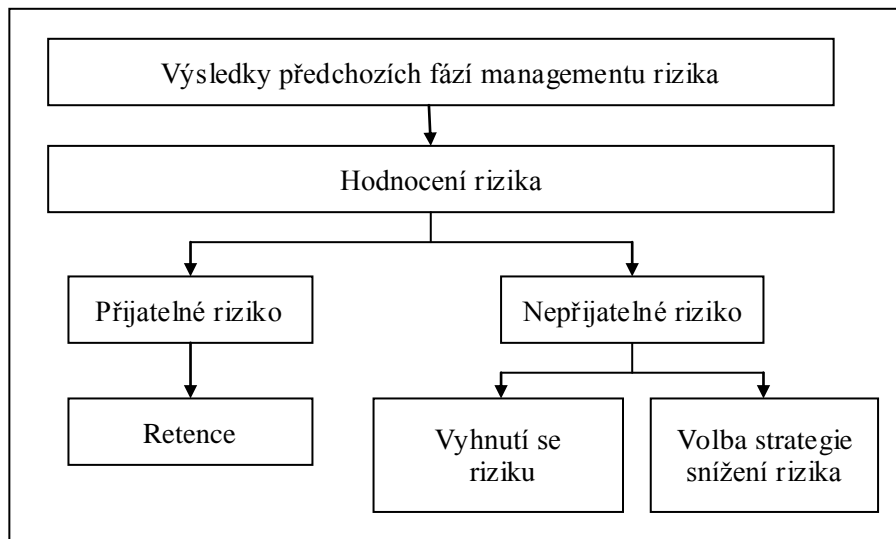 Výsledky předchozích fází managementu rizika
Hodnocení rizika
Přijatelné riziko
Nepřijatelné riziko
Retence
Vyhnutí se
riziku
Volba strategie
snížení rizika